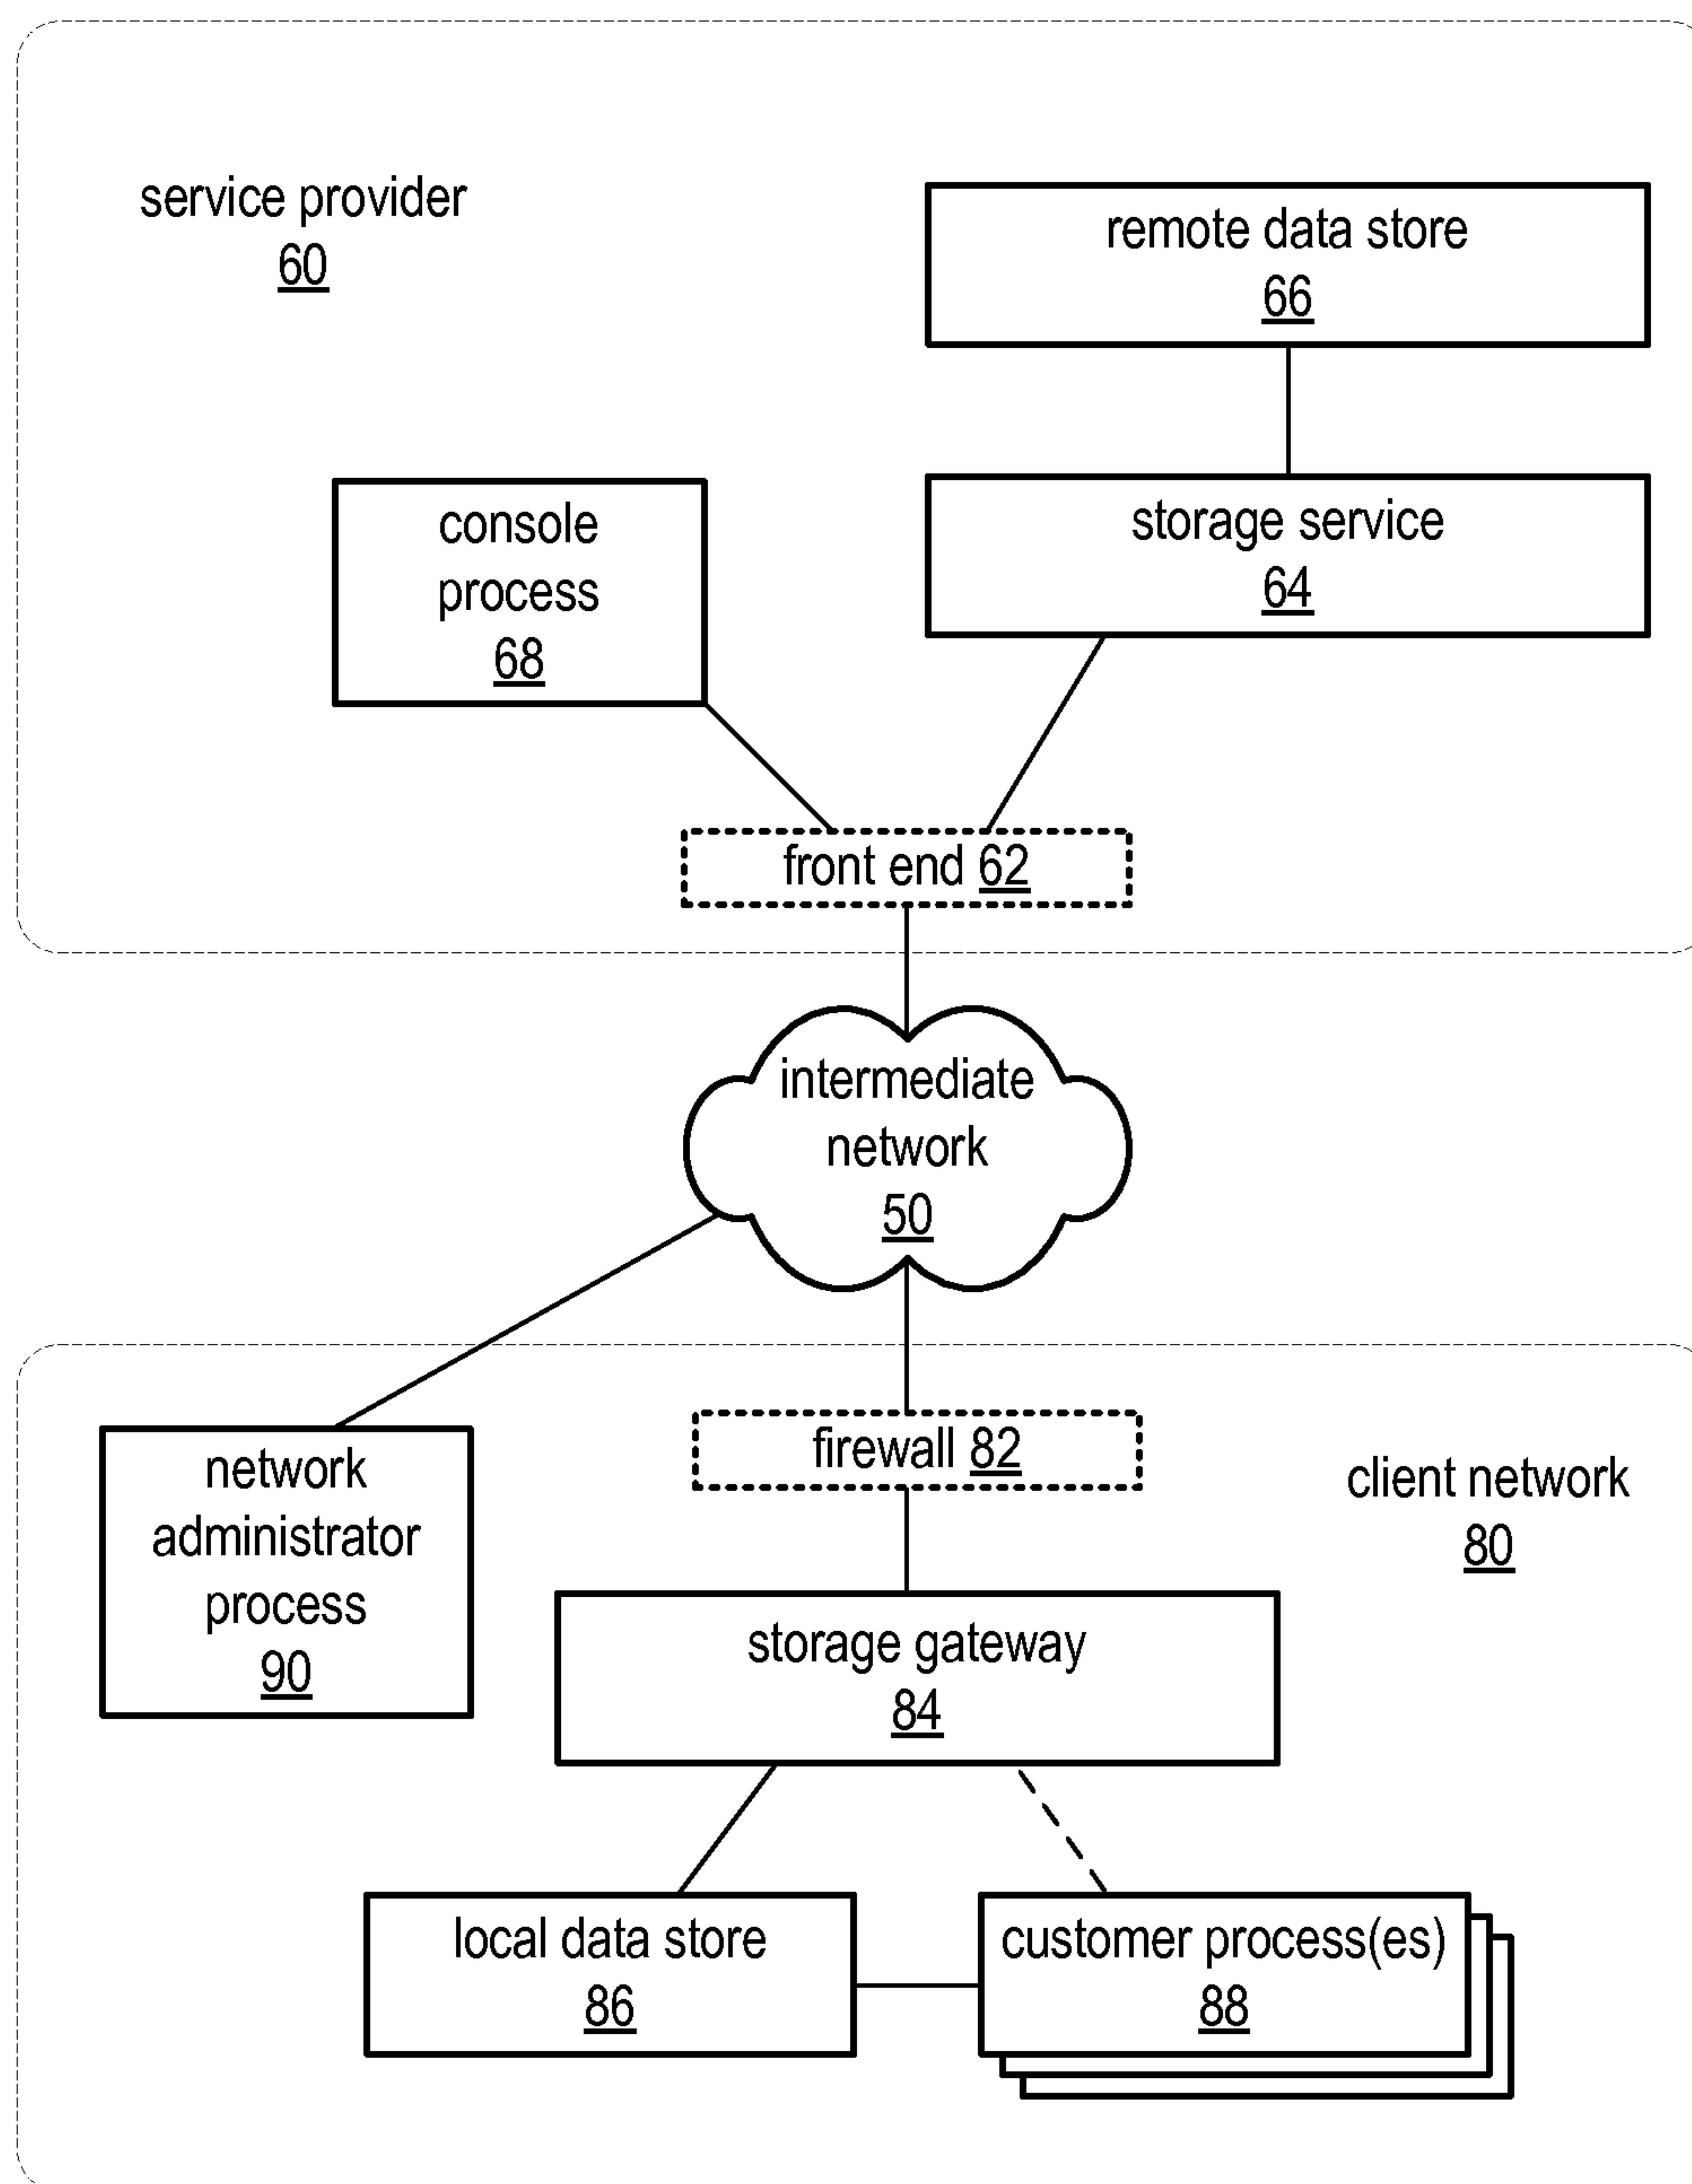 service provider
60
remote data store
66
console
process
68
storage service
64
front end 62
intermediate
network
50
network
administrator
process
90
firewall 82
client network
80
storage gateway
84
local data store
86
customer process(es)
88